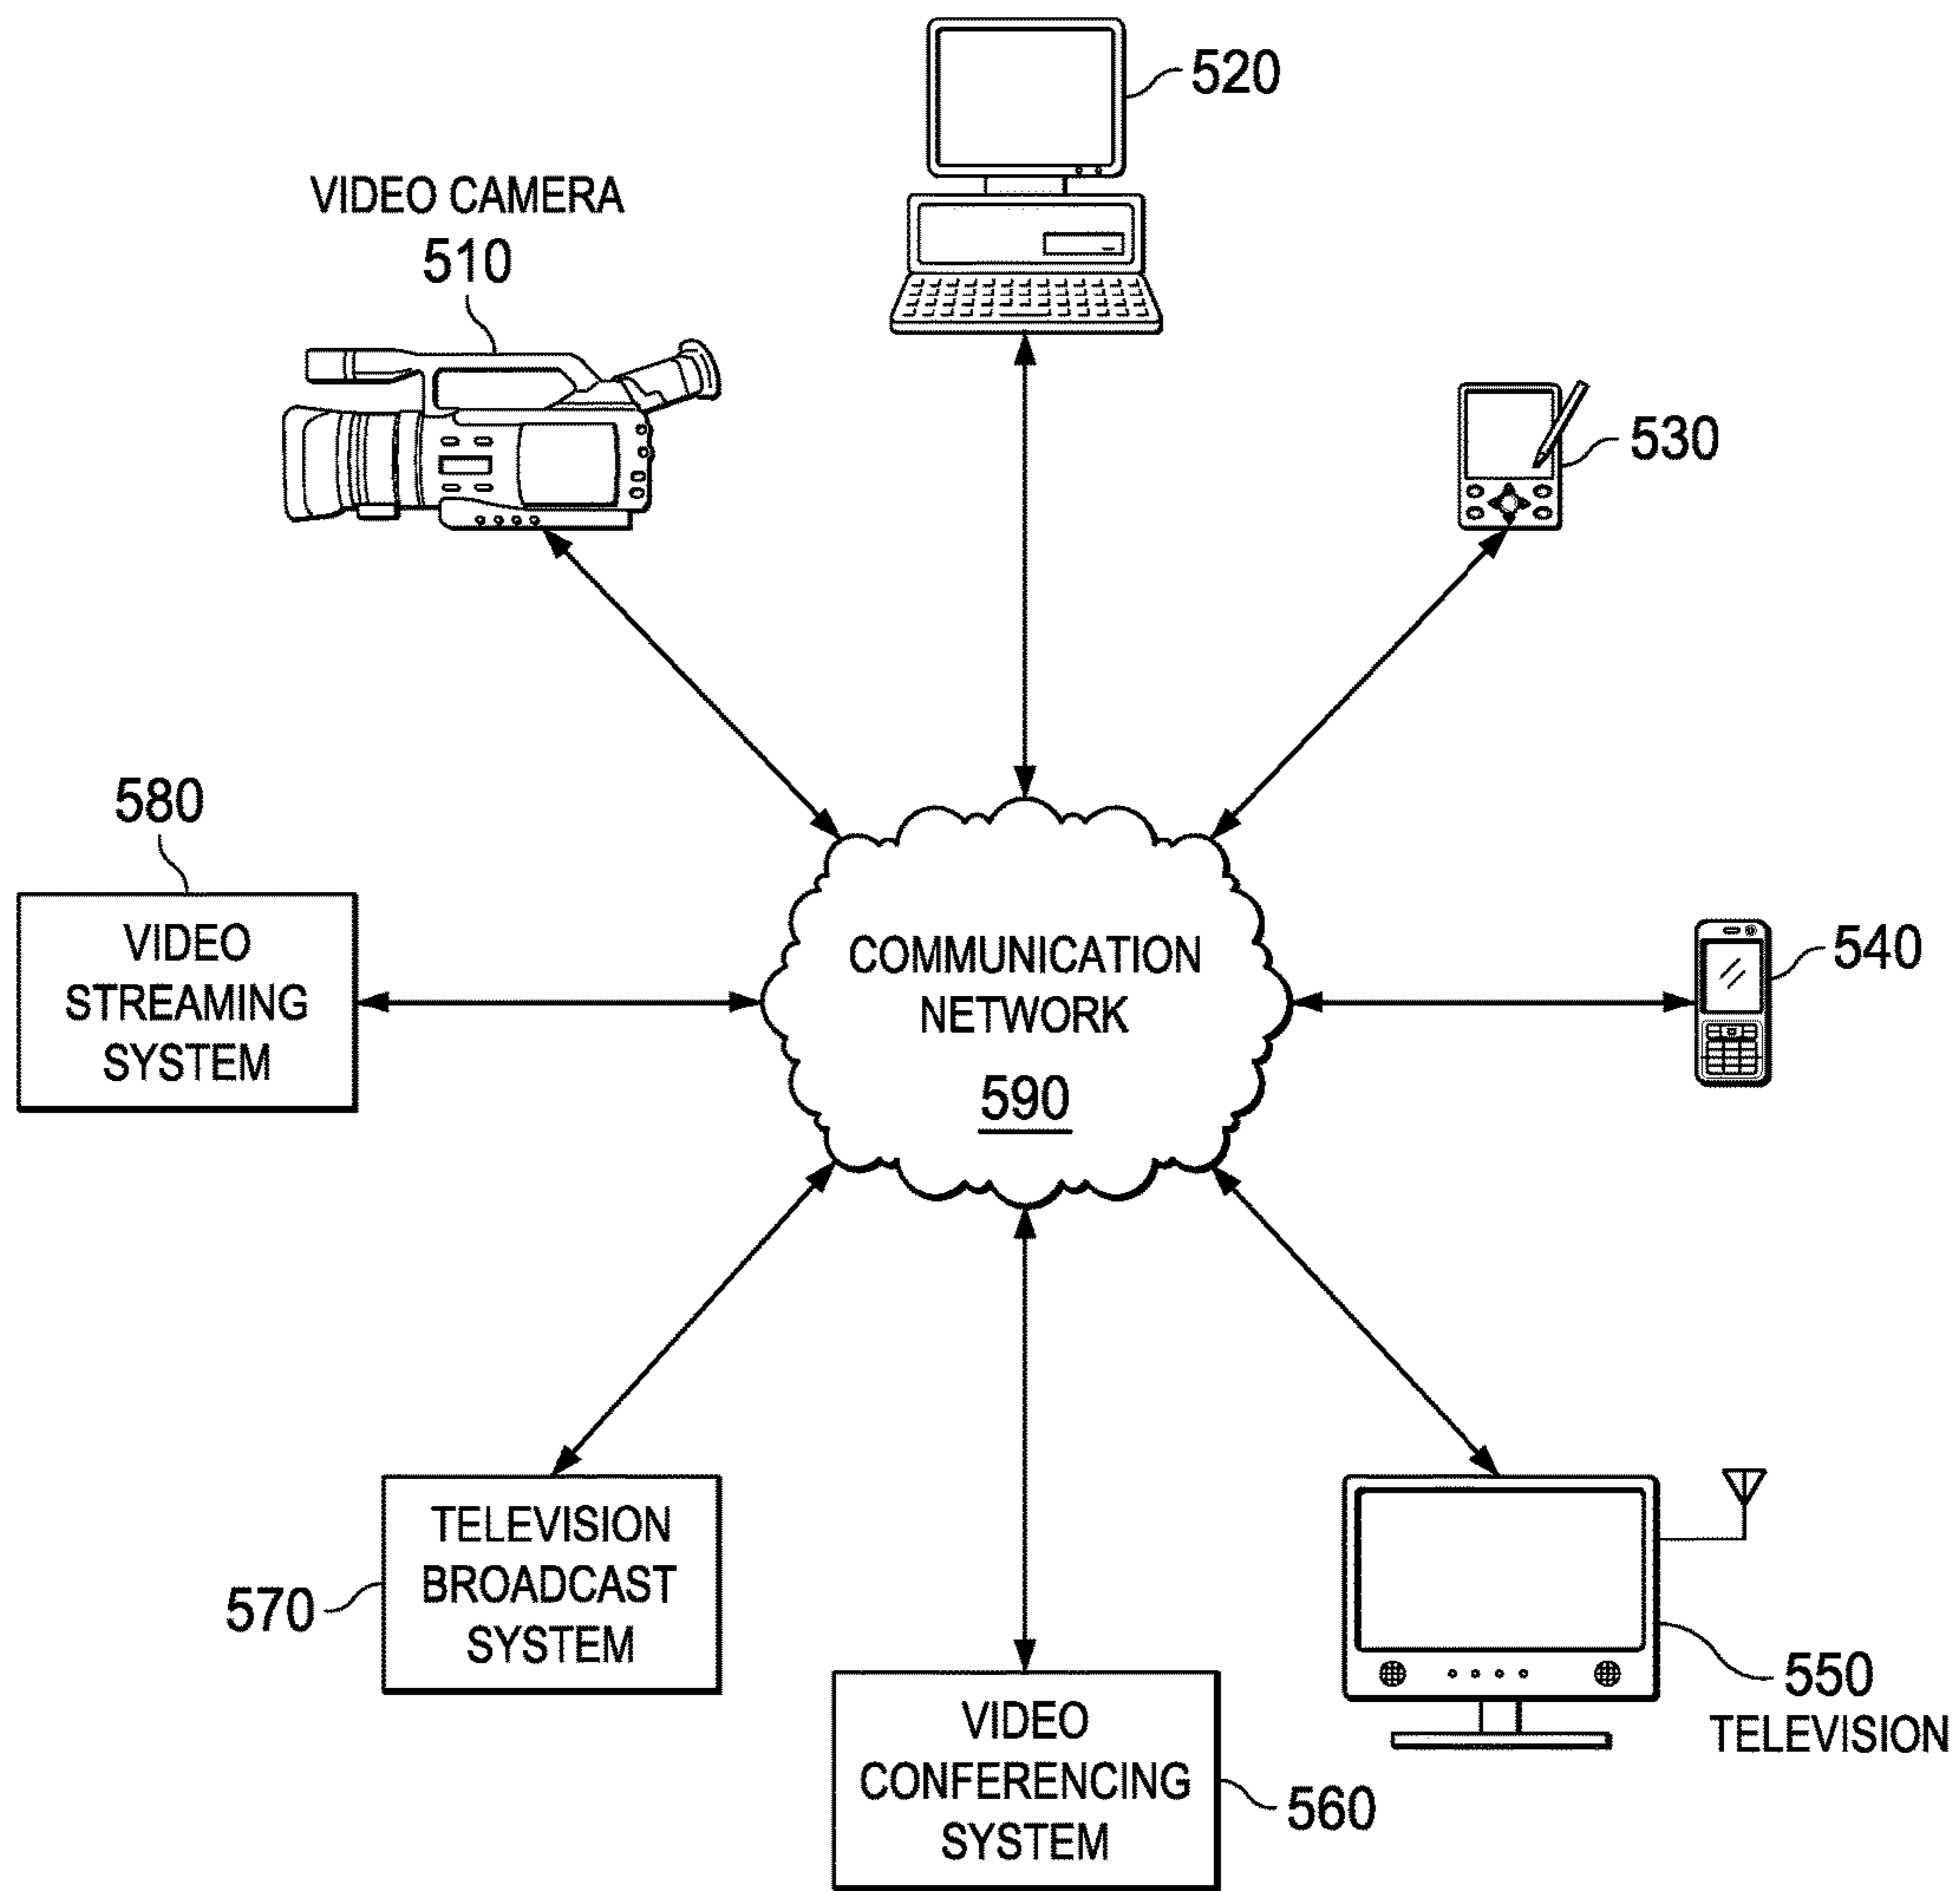 520
VIDEO CAMERA
510
530
580
VIDEO
STREAMING
SYSTEM
COMMUNICATION
NETWORK
590
540
TELEVISION
BROADCAST
SYSTEM
570
550
TELEVISION
VIDEO
CONFERENCING
SYSTEM
560